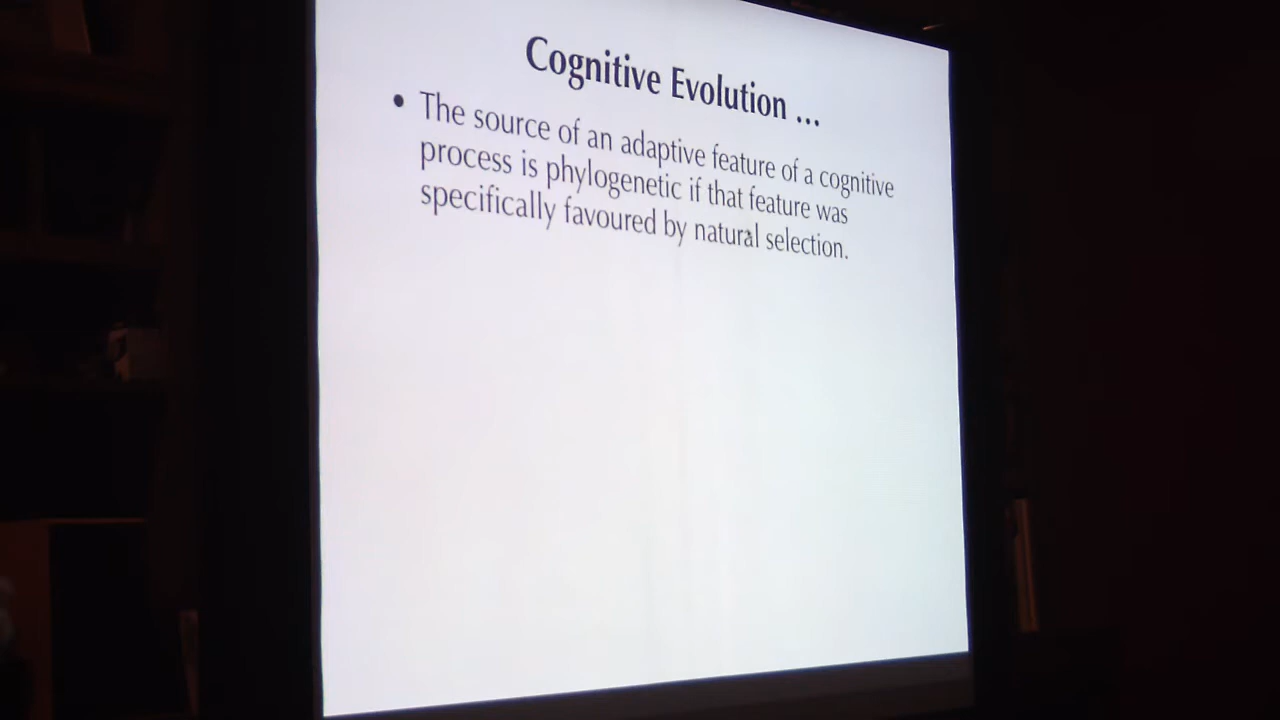 Cognitive Evolution ...
• The source of an adaptive feature of a cognitive
process is phylogenetic if that feature was
specifically favoured by natural selection.